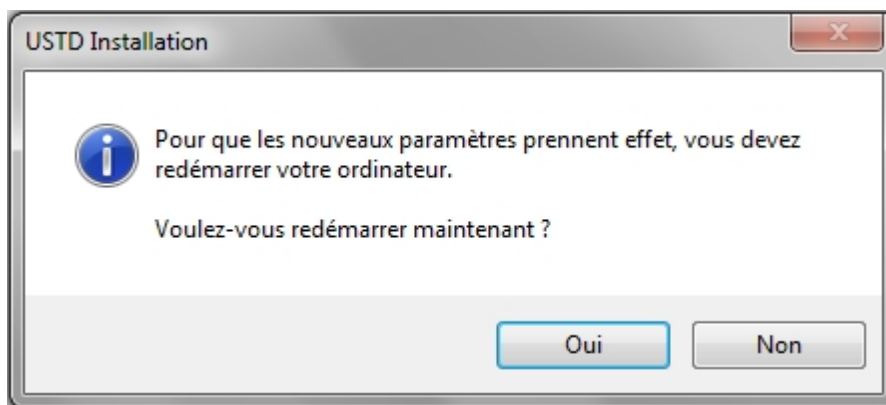 USTD Installation
Pour que les nouveaux paramètres prennent effet, vous devez
redémarrer votre ordinateur.
Voulez-vous redémarrer maintenant ?
Oui
Non